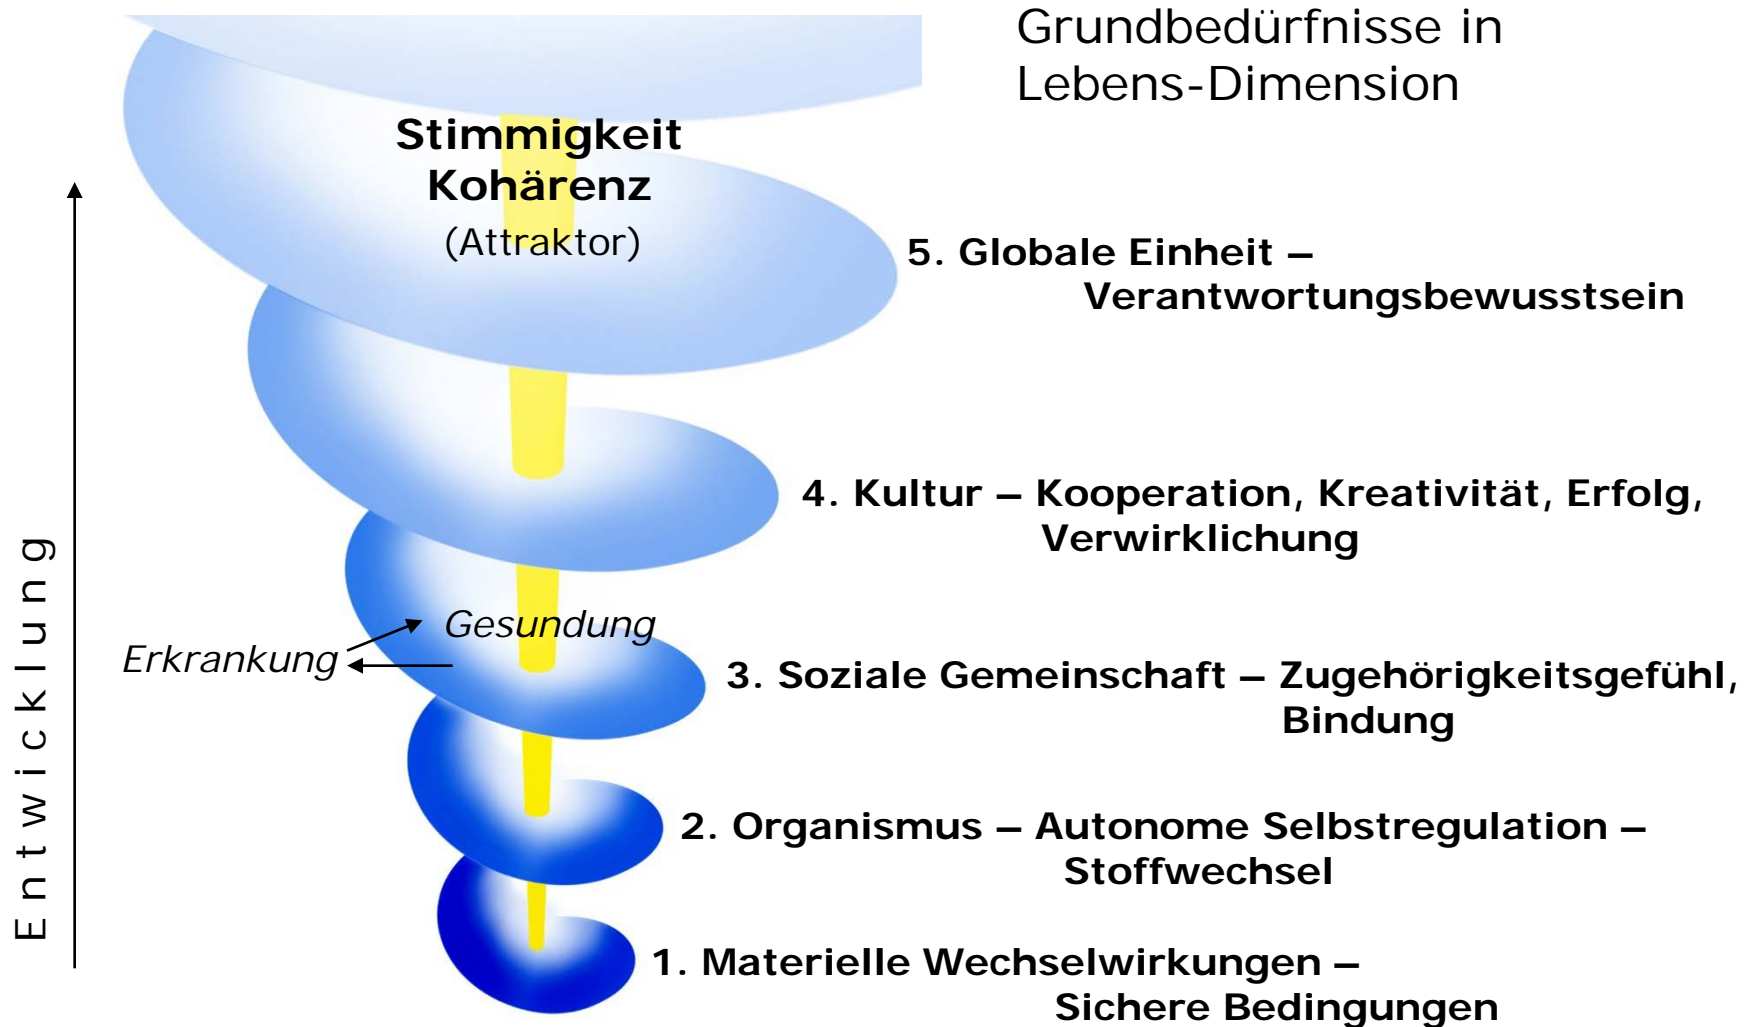 Grundbedürfnisse in
Lebens-Dimension
Stimmigkeit
Kohärenz
(Attraktor)
5. Globale Einheit –
Verantwortungsbewusstsein
4. Kultur – Kooperation, Kreativität, Erfolg,
Verwirklichung
Gesundung
Erkrankung
3. Soziale Gemeinschaft – Zugehörigkeitsgefühl,
Bindung
2. Organismus – Autonome Selbstregulation –
Stoffwechsel
1. Materielle Wechselwirkungen –
Sichere Bedingungen
Entwicklung